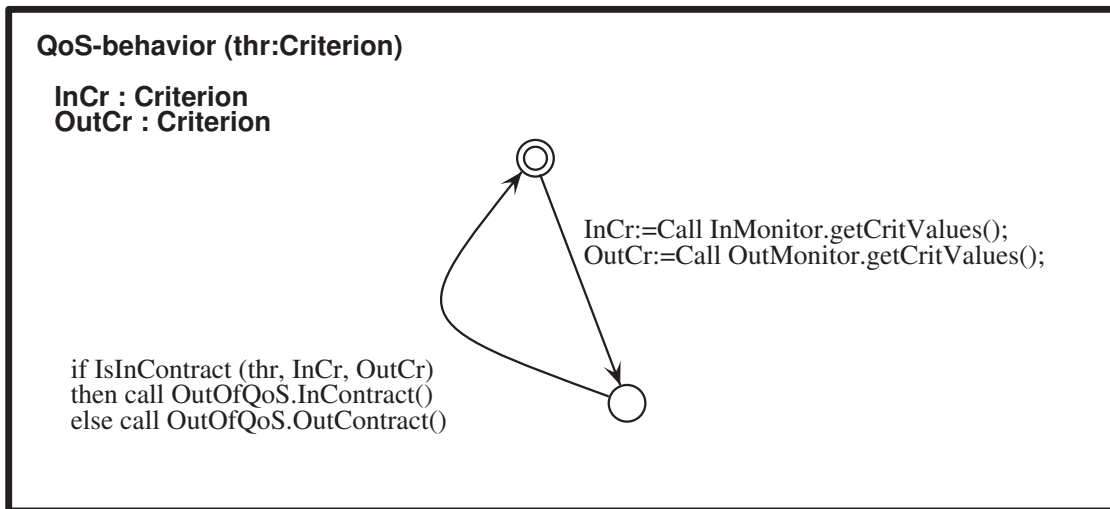 QoS-behavior (thr:Criterion)
InCr : Criterion
OutCr : Criterion
InCr:=Call InMonitor.getCritValues();
OutCr:=Call OutMonitor.getCritValues();
if IsInContract (thr, InCr, OutCr)
then call OutOfQoS.InContract()
else call OutOfQoS.OutContract()